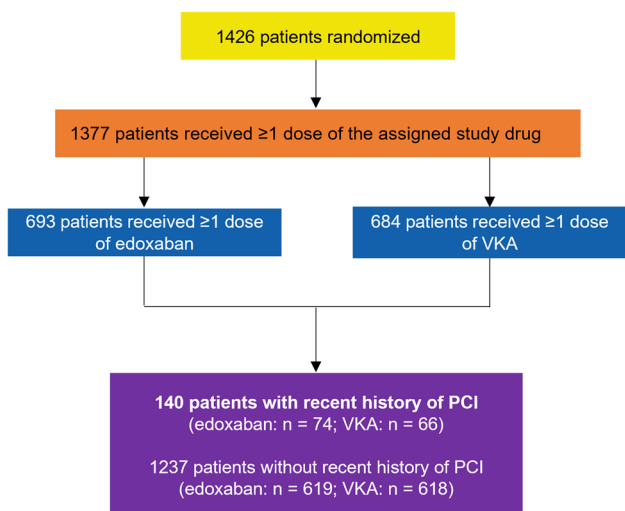 1426 patients randomized
1377 patients received ≥1 dose of the assigned study drug
693 patients received ≥1 dose
of edoxaban
684 patients received ≥1 dose
of VKA
140 patients with recent history of PCI
(edoxaban: n = 74; VKA: n = 66)
1237 patients without recent history of PCI
(edoxaban: n = 619; VKA: n = 618)